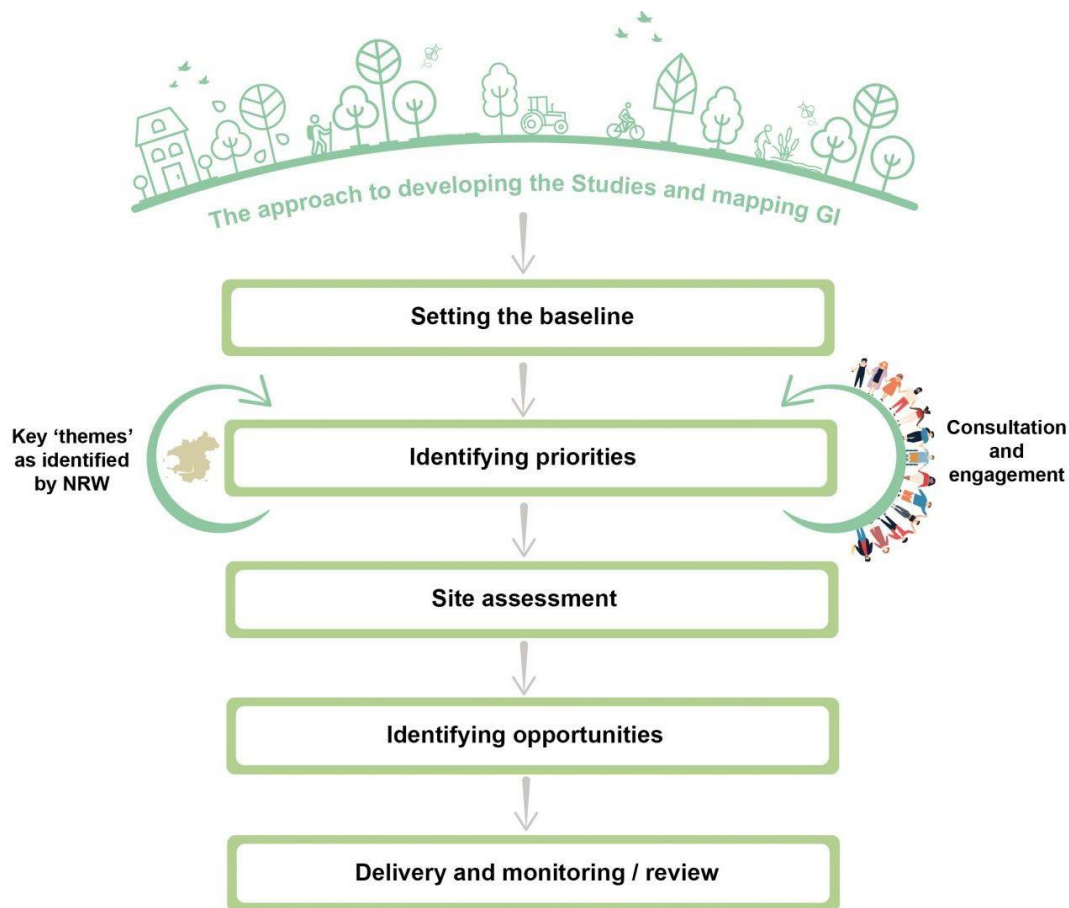 The approach to developing the Studies and mapping GI
Setting the baseline
Key ‘themes’
as identified
by NRW
Identifying priorities
Consultation
and
engagement
Site assessment
Identifying opportunities
Delivery and monitoring / review